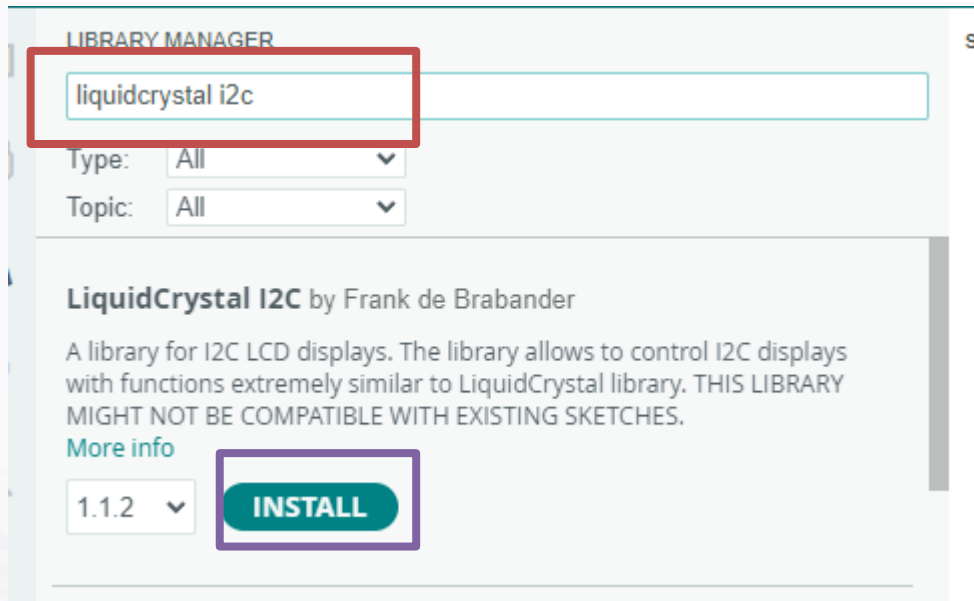 LIBRARY MANAGER
liquidcrystal i2c
Type: All
Topic: All
LiquidCrystal I2C by Frank de Brabander
A library for I2C LCD displays. The library allows to control I2C displays
with functions extremely similar to LiquidCrystal library. THIS LIBRARY
MIGHT NOT BE COMPATIBLE WITH EXISTING SKETCHES.
More info
1.1.2 INSTALL